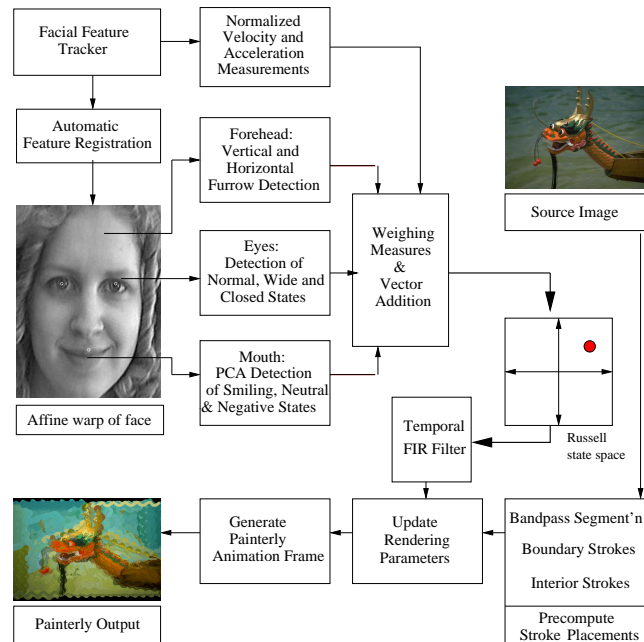 Facial Feature
Tracker
Normalized
Velocity and
Acceleration
Measurements
Automatic
Feature Registration
Forehead:
Vertical and
Horizontal
Furrow Detection
Source Image
Eyes:
Detection of
Normal, Wide and
Closed States
Weighing
Measures
&
Vector
Addition
Mouth:
PCA Detection
of Smiling, Neutral
& Negative States
Affine warp of face
Russell
state space
Temporal
FIR Filter
Bandpass Segment'n
Boundary Strokes
Interior Strokes
Precompute
Stroke Placements
Update
Rendering
Parameters
Generate
Painterly
Animation Frame
Painterly Output